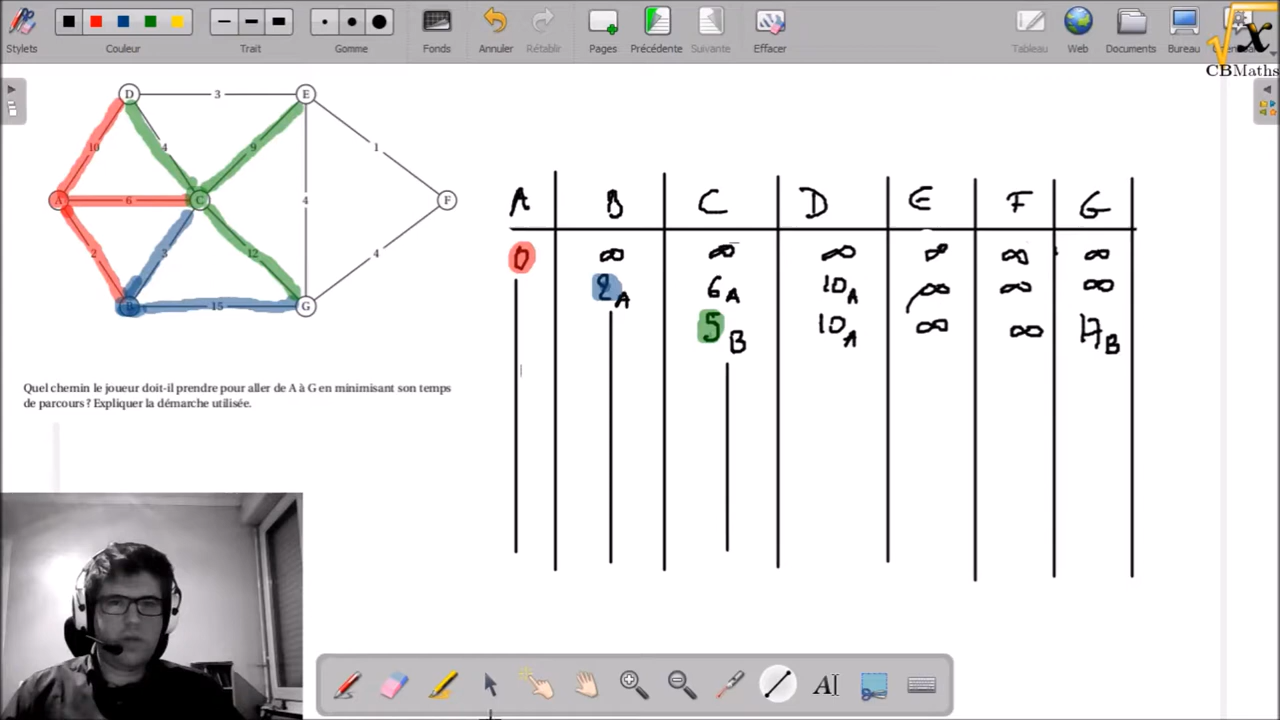 Stylets Couleur Trait Gomme Fonds Annuler Rétablir Pages Précédente Suivante Effacer Tableau Web Documents Bureau
√x
CBMaths
D 3 E
10 4 9 1
A 6 C 4 F
2 3 12 4
B 15 G
A B C D E F G
0 ∞ ∞ ∞ ∞ ∞ ∞
2A 6A 10A ∞ ∞ ∞
5B 10A ∞ ∞ 17B
Quel chemin le joueur doit-il prendre pour aller de A à G en minimisant son temps
de parcours ? Expliquer la démarche utilisée.